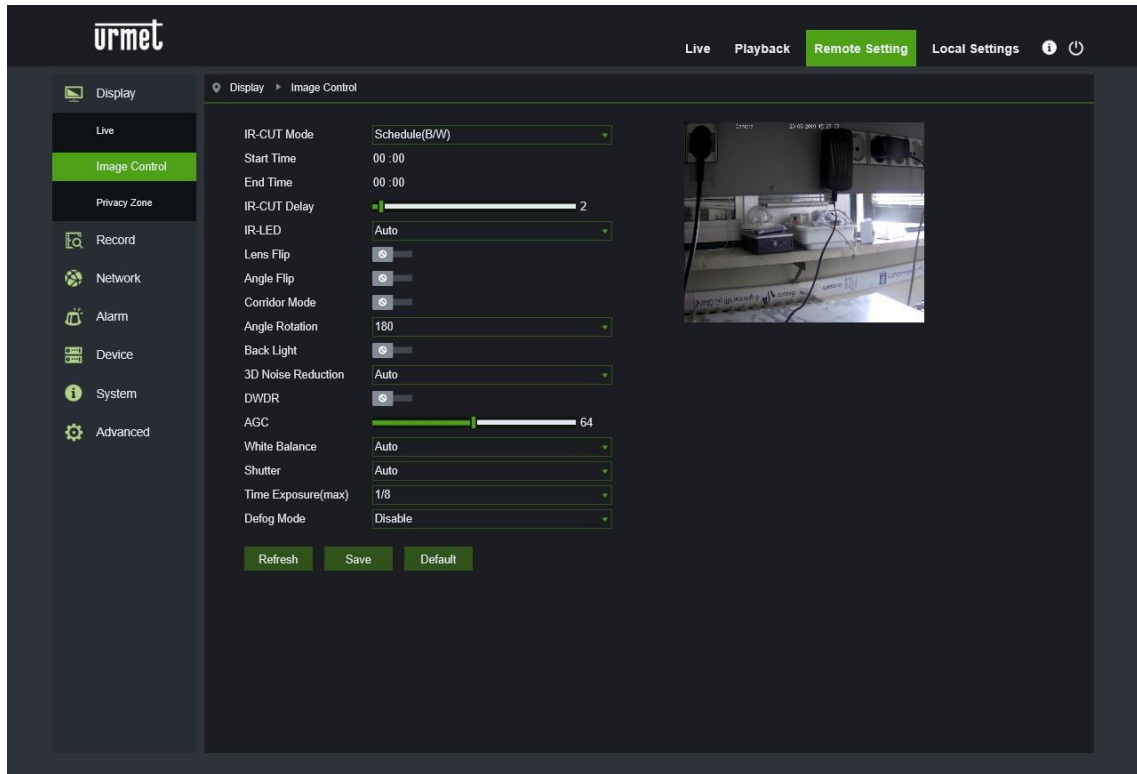 urmet
Live Playback Remote Setting Local Settings
Display
Live
Image Control
Privacy Zone
Record
Network
Alarm
Device
System
Advanced
Display Image Control
IR-CUT Mode Schedule(B/W)
Start Time 00 :00
End Time 00 :00
IR-CUT Delay 2
IR-LED Auto
Lens Flip
Angle Flip
Corridor Mode
Angle Rotation 180
Back Light
3D Noise Reduction Auto
DWDR
AGC 64
White Balance Auto
Shutter Auto
Time Exposure(max) 1/8
Defog Mode Disable
Refresh Save Default
Camera